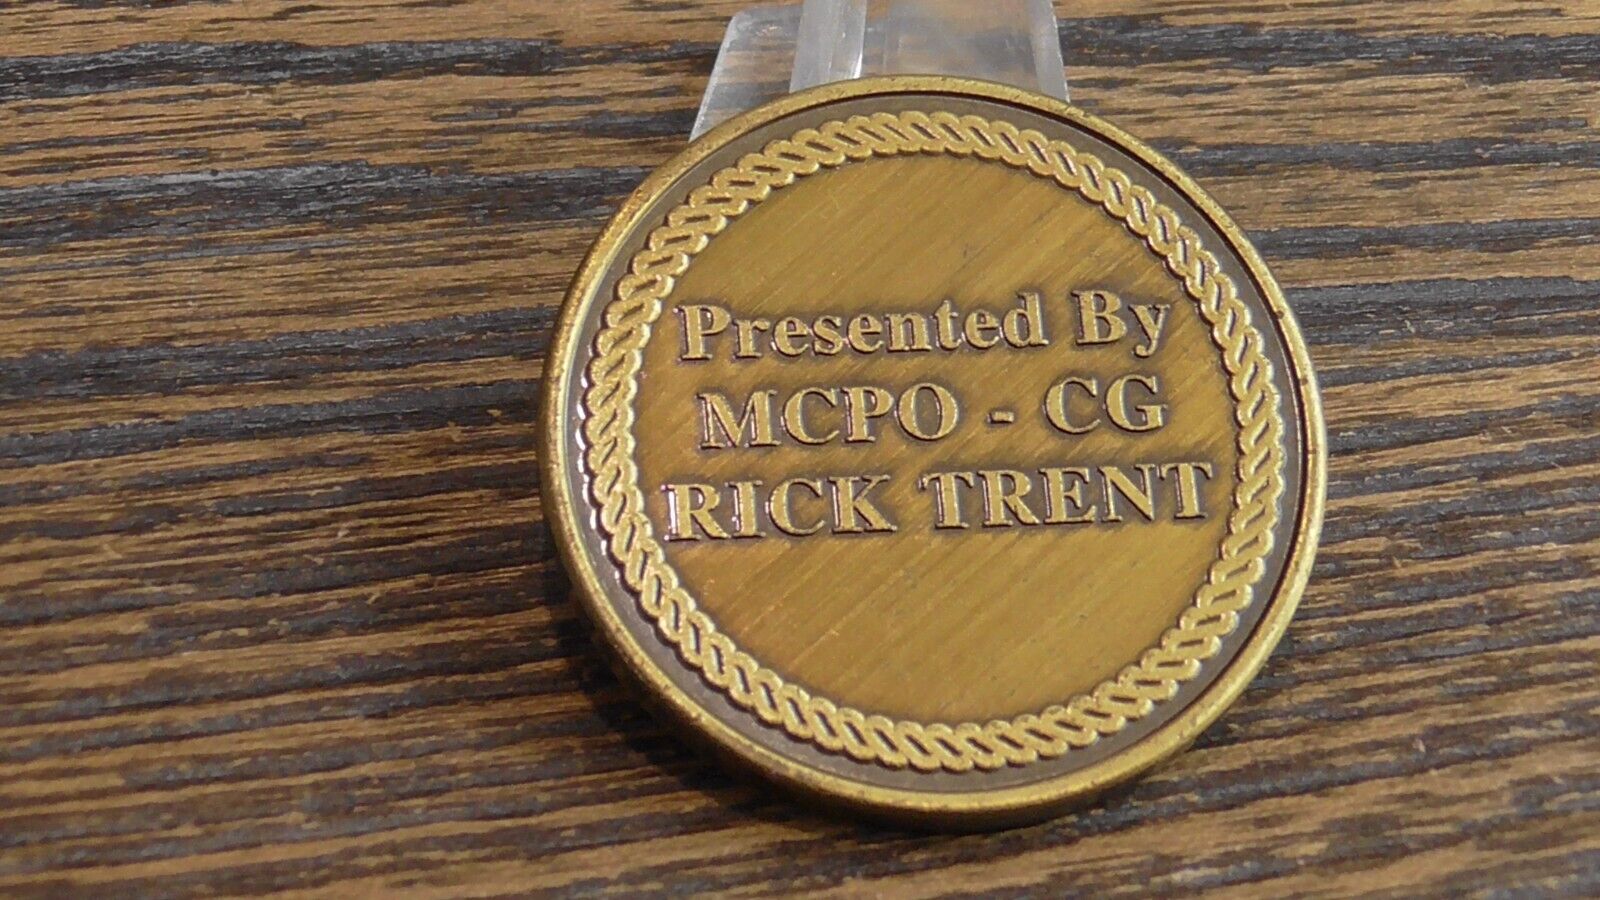 Presented By
MCPO - CG
RICK TRENT